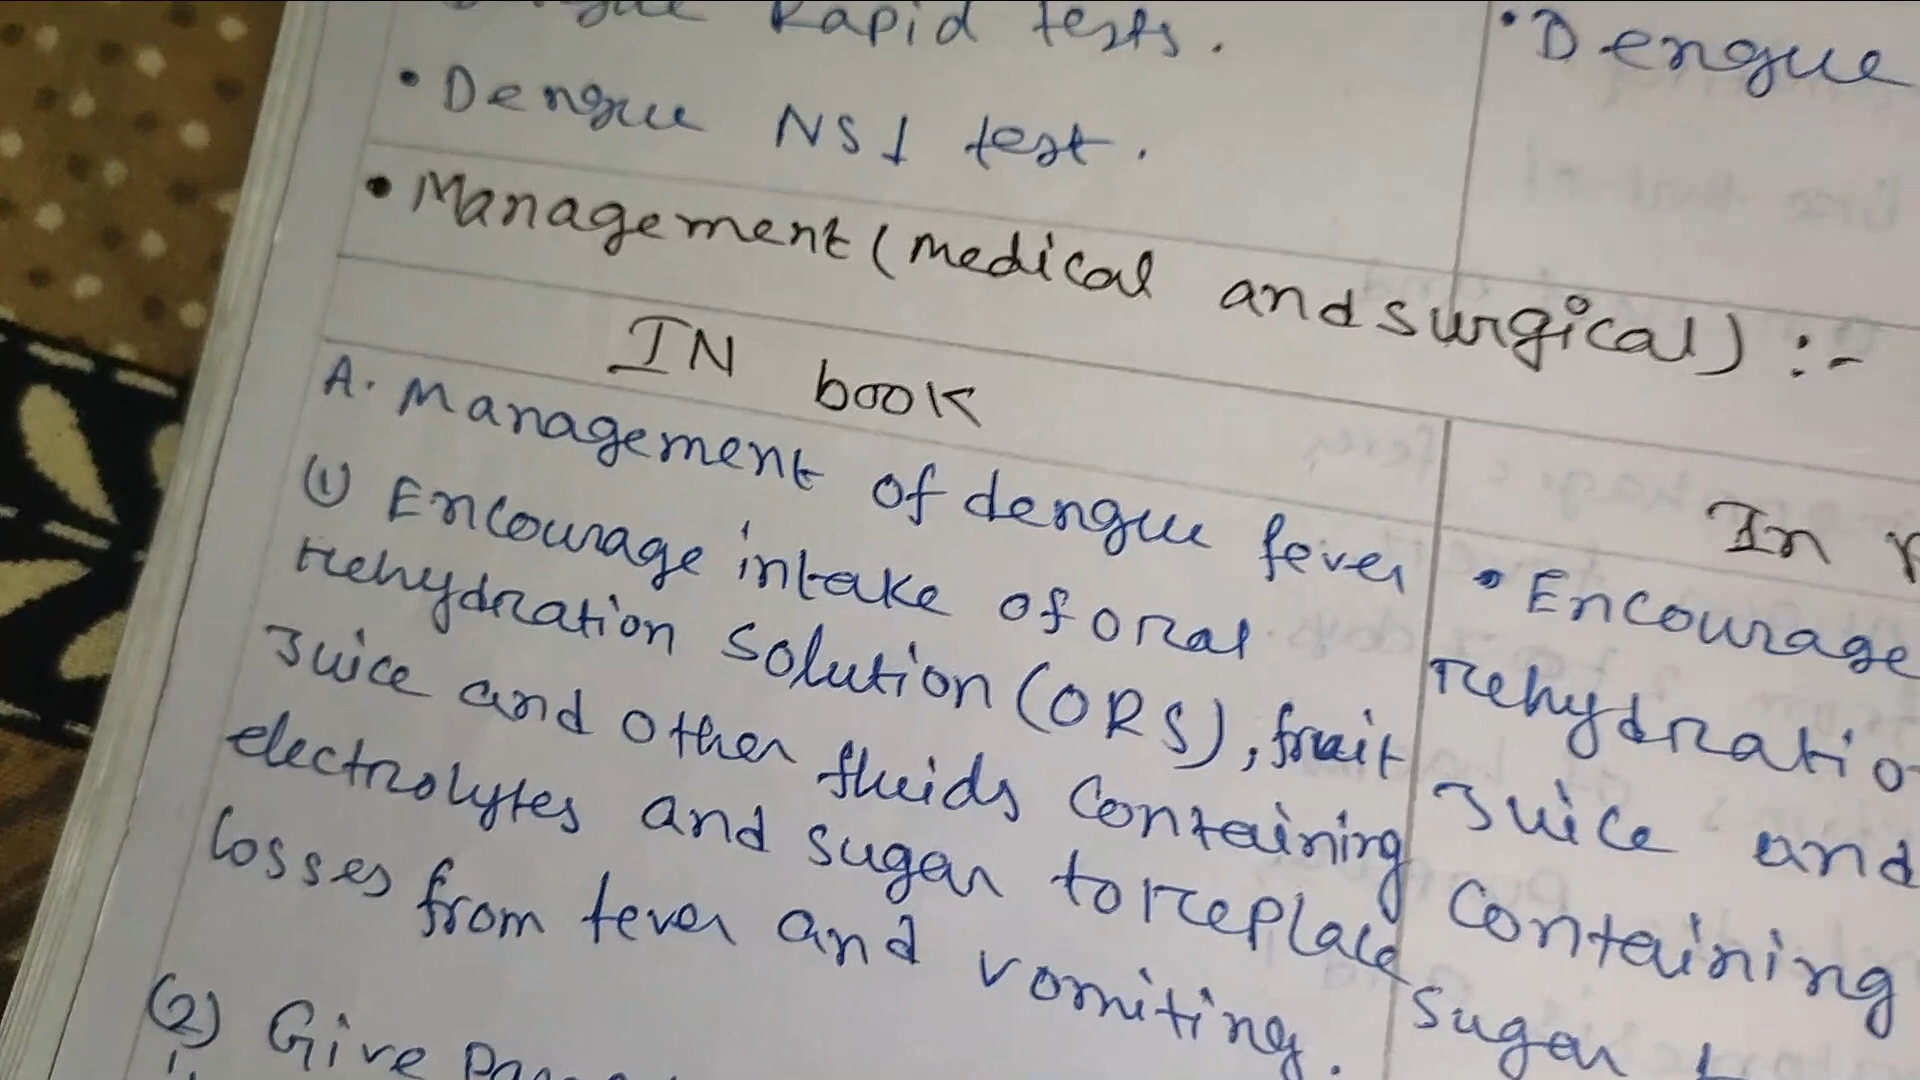 Rapid tests.
• Dengue NS1 test.
• Dengue
• Management (medical and surgical) :-
IN book
A. Management of dengue fever
(1) Encourage intake of oral
rehydration solution (ORS), fruit
Juice and other fluids containing
electrolytes and sugar to replace
losses from fever and vomiting.
(2) Give
In
• Encourage
rehydratio
Juice and
containing
sugar